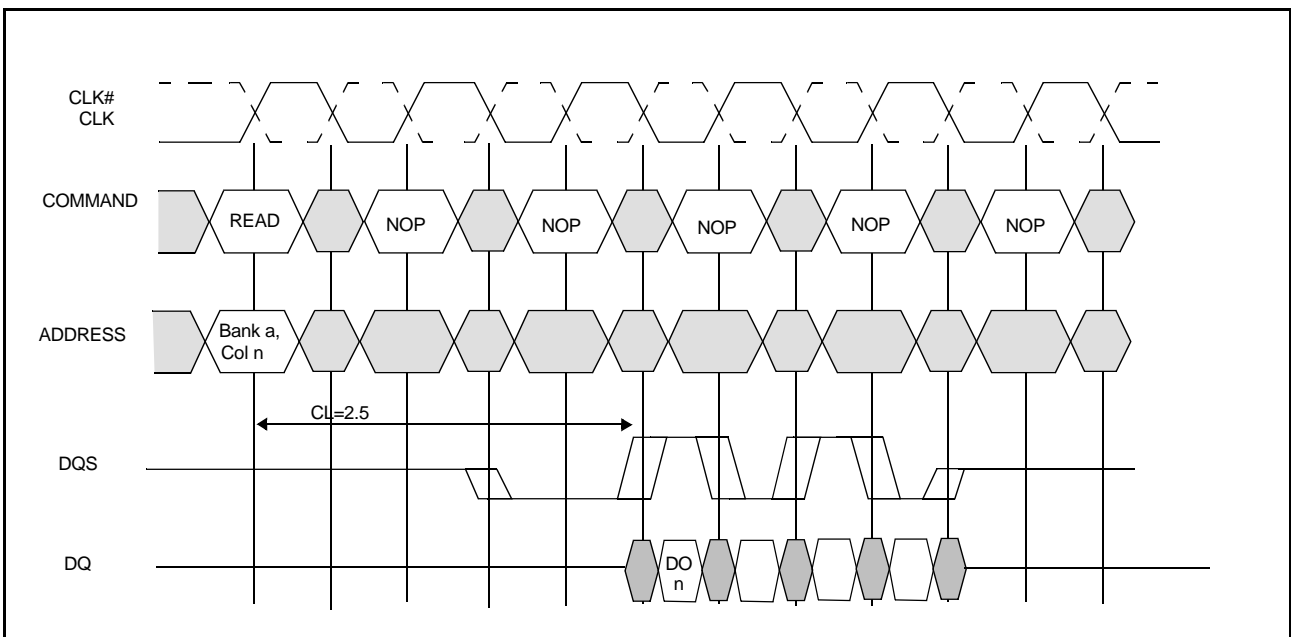 CLK#
CLK
COMMAND
READ
NOP
NOP
NOP
NOP
NOP
ADDRESS
Bank a,
Col n
CL=2.5
DQS
DQ
DO
n